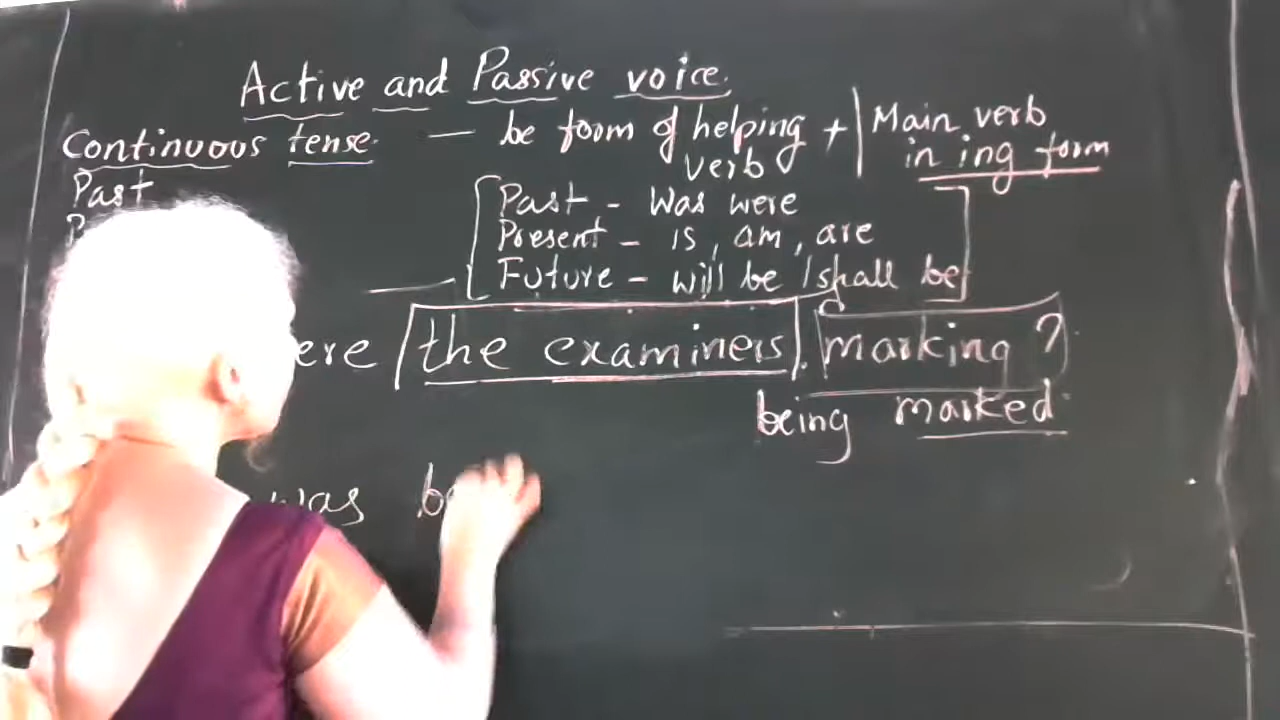 Active and Passive voice.
Continuous tense. — be form of helping verb + | Main verb in ing form
Past
Past - Was were
Present - is, am, are
Future - will be / shall be
ere the examiners marking ?
being marked
was be